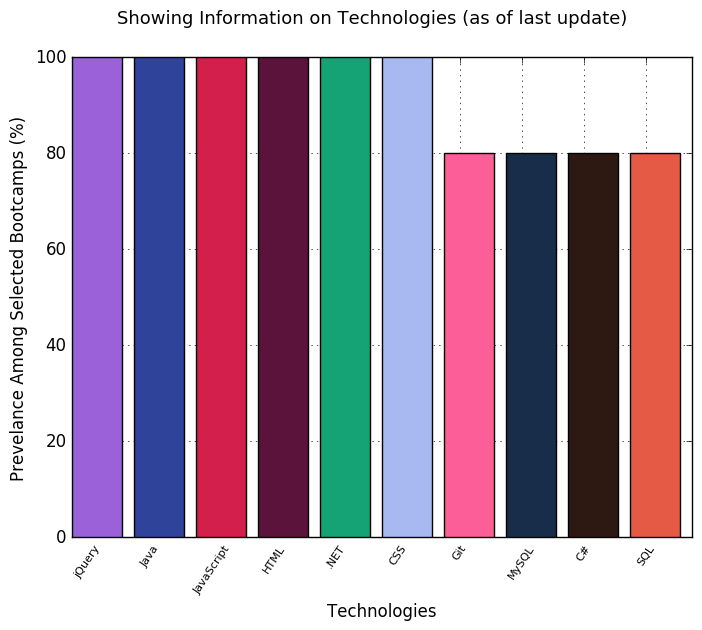 Showing Information on Technologies (as of last update)
Prevelance Among Selected Bootcamps (%)
100
80
60
40
20
0
jQuery
Java
JavaScript
HTML
.NET
CSS
Git
MySQL
C#
SQL
Technologies